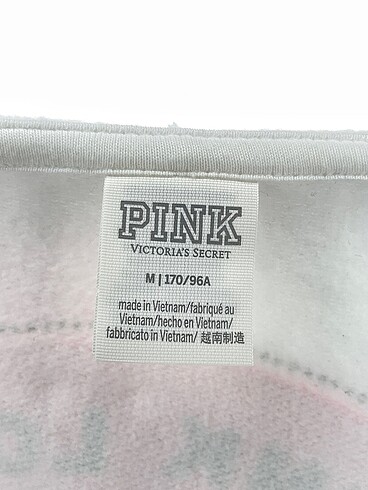 PINK
VICTORIA'S SECRET
M | 170/96A
made in Vietnam/fabriqué au
Vietnam/hecho en Vietnam/
fabbricato in Vietnam/ 越南制造